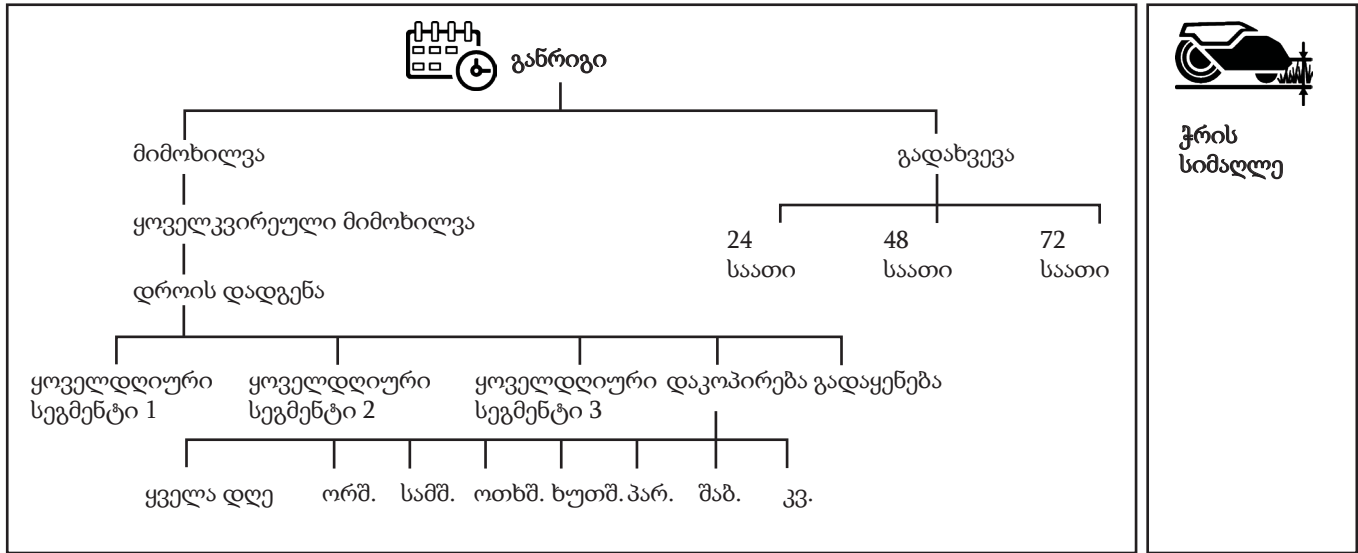 განრიგი
მიმოხილვა
გადახვევა
ყოველკვირეული მიმოხილვა
24 საათი
48 საათი
72 საათი
დროის დადგენა
ყოველდღიური
სეგმენტი 1
ყოველდღიური
სეგმენტი 2
ყოველდღიური
სეგმენტი 3
დაკოპირება
გადაყენება
ყველა დღე
ორშ.
სამშ.
ოთხშ.
ხუთშ.
პარ.
შაბ.
კვ.
ჭრის
სიმაღლე